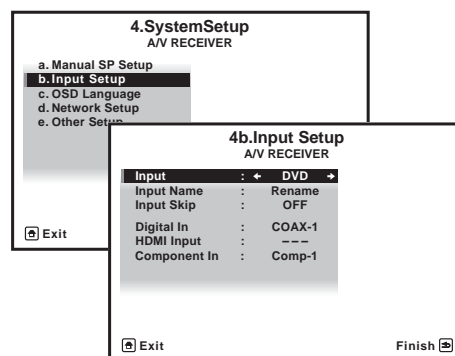 4.SystemSetup
A/V RECEIVER
a. Manual SP Setup
b.Input Setup
c. OSD Language
d. Network Setup
e. Other Setup
Exit
4b.Input Setup
A/V RECEIVER
Input : DVD
Input Name : Rename
Input Skip : OFF
Digital In : COAX-1
HDMI Input : ---
Component In : Comp-1
Exit
Finish